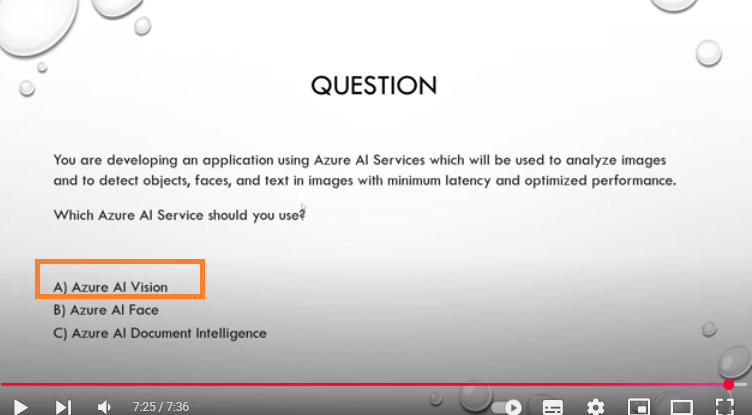 QUESTION
You are developing an application using Azure AI Services which will be used to analyze images
and to detect objects, faces, and text in images with minimum latency and optimized performance.
Which Azure AI Service should you use?
A) Azure AI Vision
B) Azure AI Face
C) Azure AI Document Intelligence
7:25 / 7:36